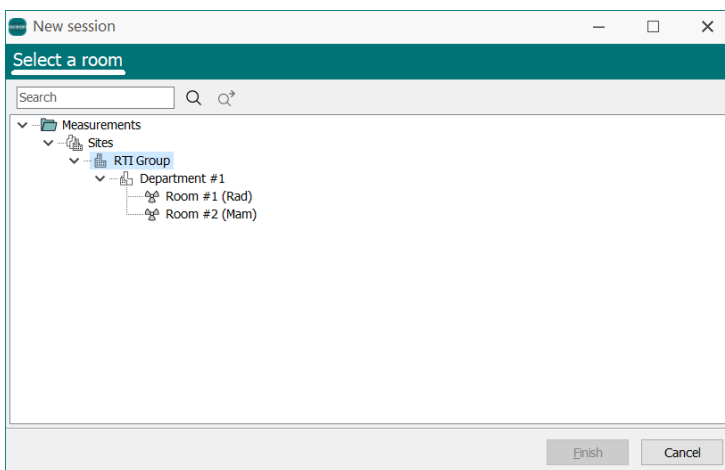 New session
Select a room
Search
Measurements
Sites
RTI Group
Department #1
Room #1 (Rad)
Room #2 (Mam)
Finish
Cancel